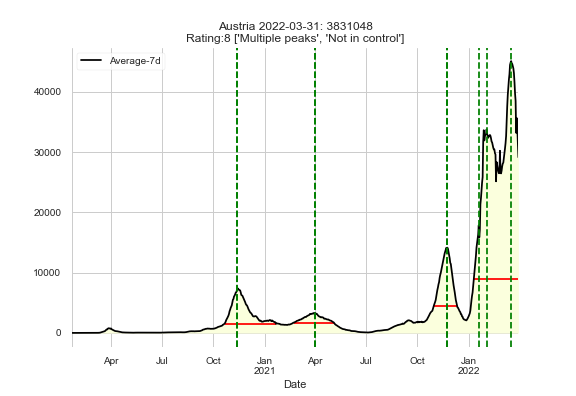 Austria 2022-03-31: 3831048
Rating:8 ['Multiple peaks', 'Not in control']
Average-7d
40000
30000
20000
10000
0
Apr Jul Oct Jan Apr Jul Oct Jan
2021 2022
Date